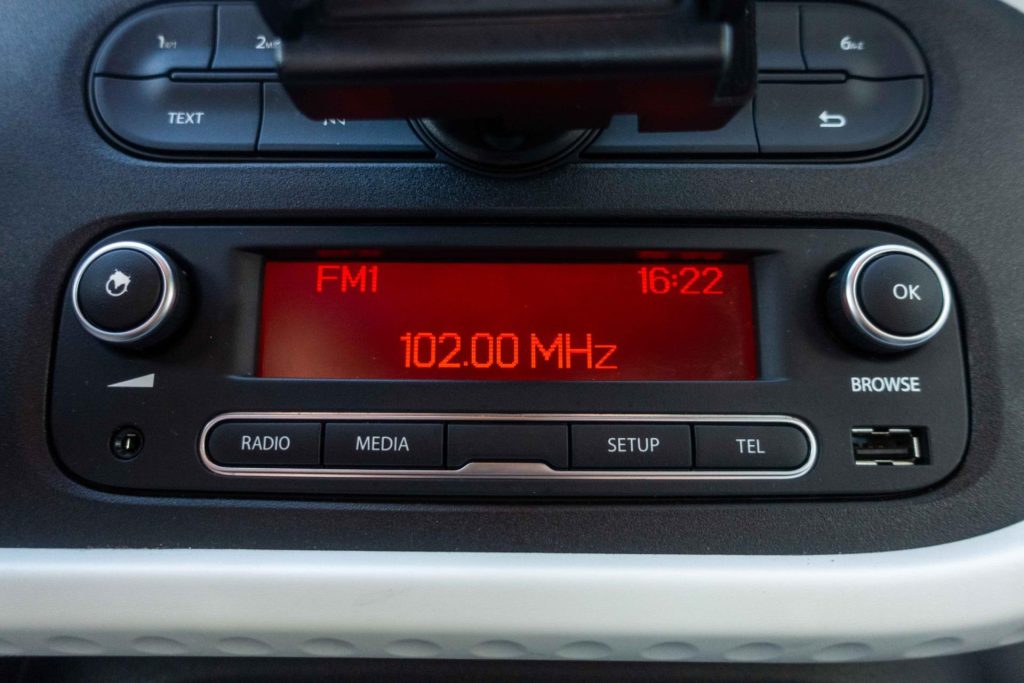 1
2
6
TEXT
FM1 16:22
102.00 MHz
OK
BROWSE
RADIO MEDIA SETUP TEL